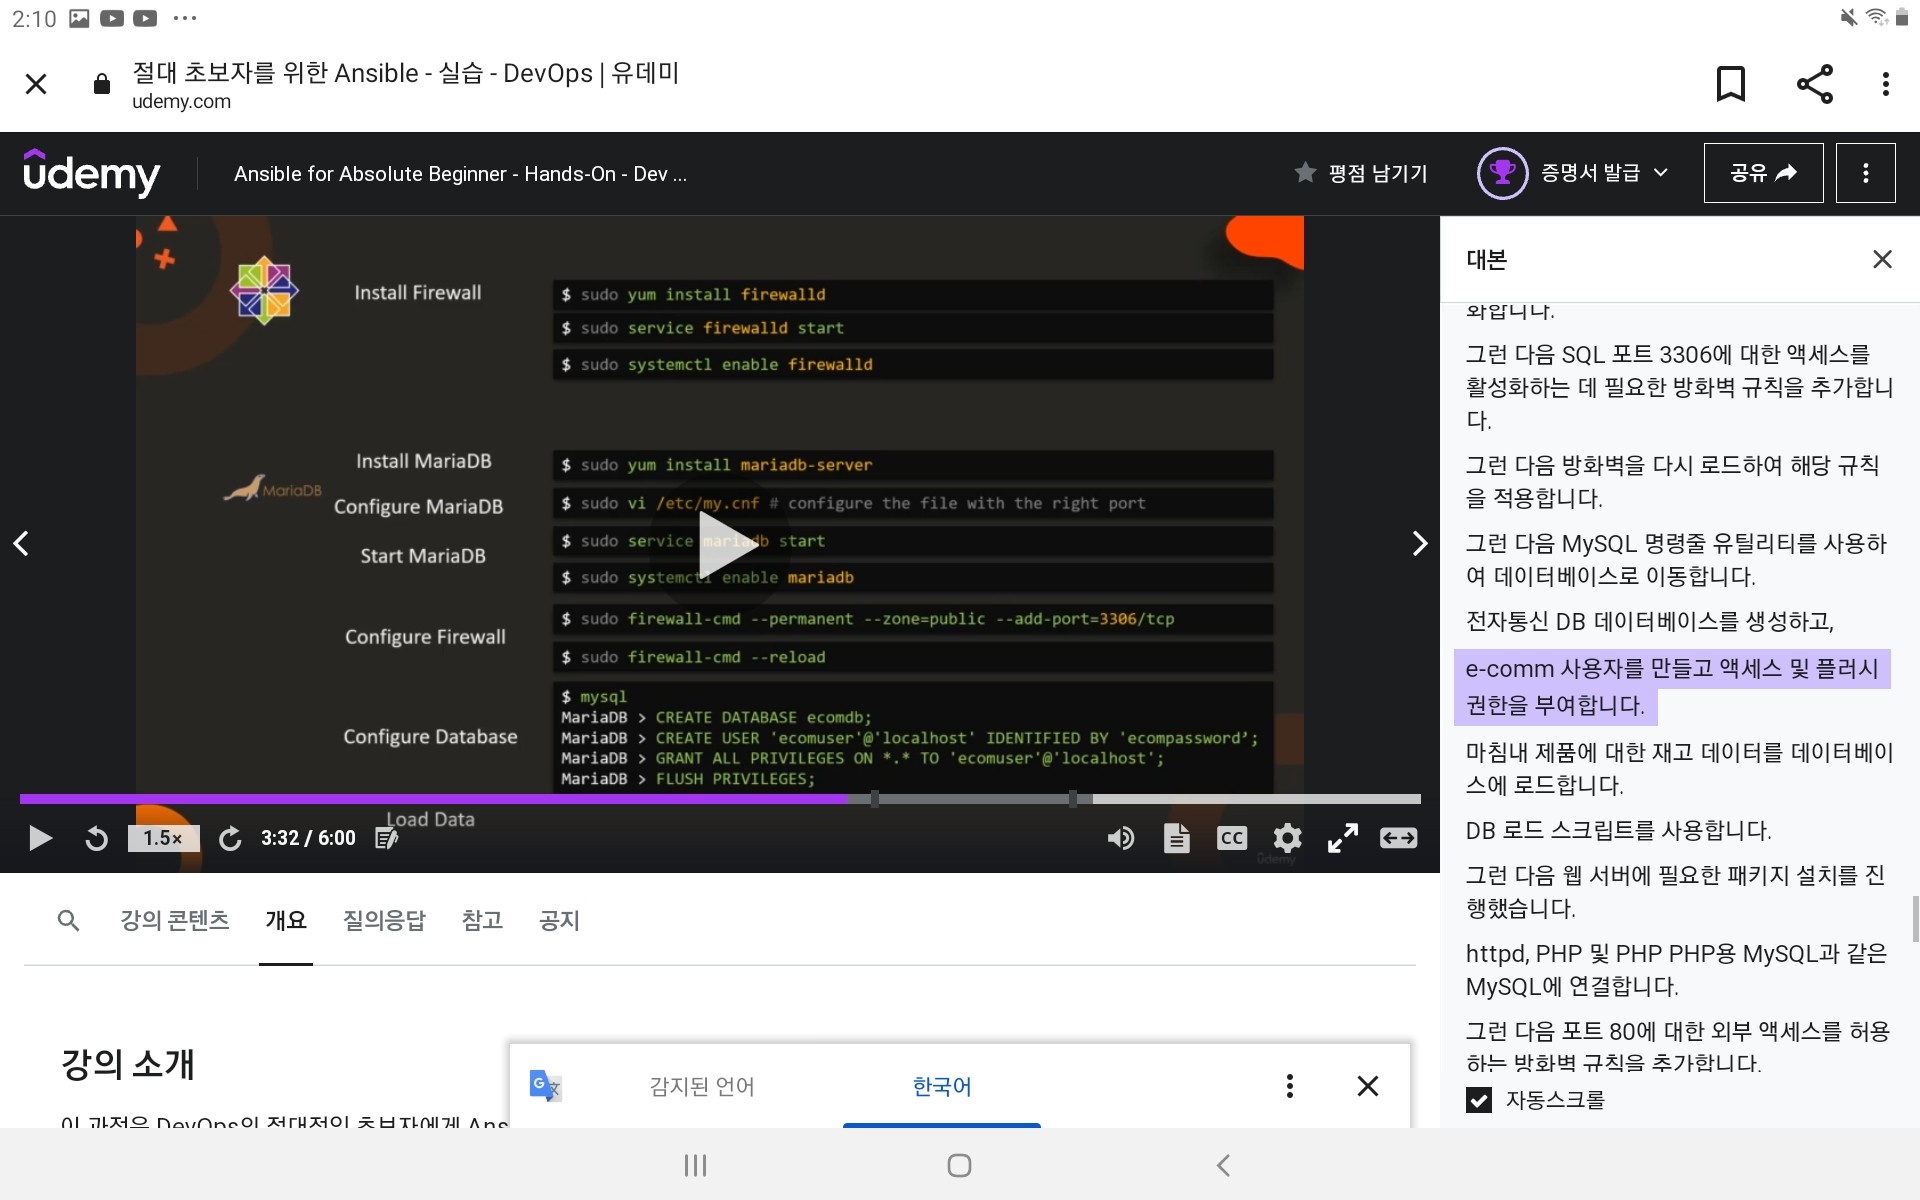 2:10
절대 초보자를 위한 Ansible - 실습 - DevOps | 유데미
udemy.com
udemy
Ansible for Absolute Beginner - Hands-On - Dev ...
평점 남기기
증명서 발급
공유
Install Firewall
$ sudo yum install firewalld
$ sudo service firewalld start
$ sudo systemctl enable firewalld
Install MariaDB
$ sudo yum install mariadb-server
MariaDB
Configure MariaDB
$ sudo vi /etc/my.cnf # configure the file with the right port
Start MariaDB
$ sudo service mariadb start
$ sudo systemctl enable mariadb
Configure Firewall
$ sudo firewall-cmd --permanent --zone=public --add-port=3306/tcp
$ sudo firewall-cmd --reload
Configure Database
$ mysql
MariaDB > CREATE DATABASE ecomdb;
MariaDB > CREATE USER 'ecomuser'@'localhost' IDENTIFIED BY 'ecompassword’;
MariaDB > GRANT ALL PRIVILEGES ON *.* TO 'ecomuser'@'localhost';
MariaDB > FLUSH PRIVILEGES;
Load Data
1.5×
3:32 / 6:00
CC
udemy
대본
화합니다.
그런 다음 SQL 포트 3306에 대한 액세스를
활성화하는 데 필요한 방화벽 규칙을 추가합니
다.
그런 다음 방화벽을 다시 로드하여 해당 규칙
을 적용합니다.
그런 다음 MySQL 명령줄 유틸리티를 사용하
여 데이터베이스로 이동합니다.
전자통신 DB 데이터베이스를 생성하고,
e-comm 사용자를 만들고 액세스 및 플러시
권한을 부여합니다.
마침내 제품에 대한 재고 데이터를 데이터베이
스에 로드합니다.
DB 로드 스크립트를 사용합니다.
그런 다음 웹 서버에 필요한 패키지 설치를 진
행했습니다.
httpd, PHP 및 PHP PHP용 MySQL과 같은
MySQL에 연결합니다.
그런 다음 포트 80에 대한 외부 액세스를 허용
하는 방화벽 규칙을 추가합니다.
자동스크롤
강의 콘텐츠
개요
질의응답
참고
공지
강의 소개
이 과정은 DevOps의 절대적인 초보자에게 Ans
감지된 언어
한국어